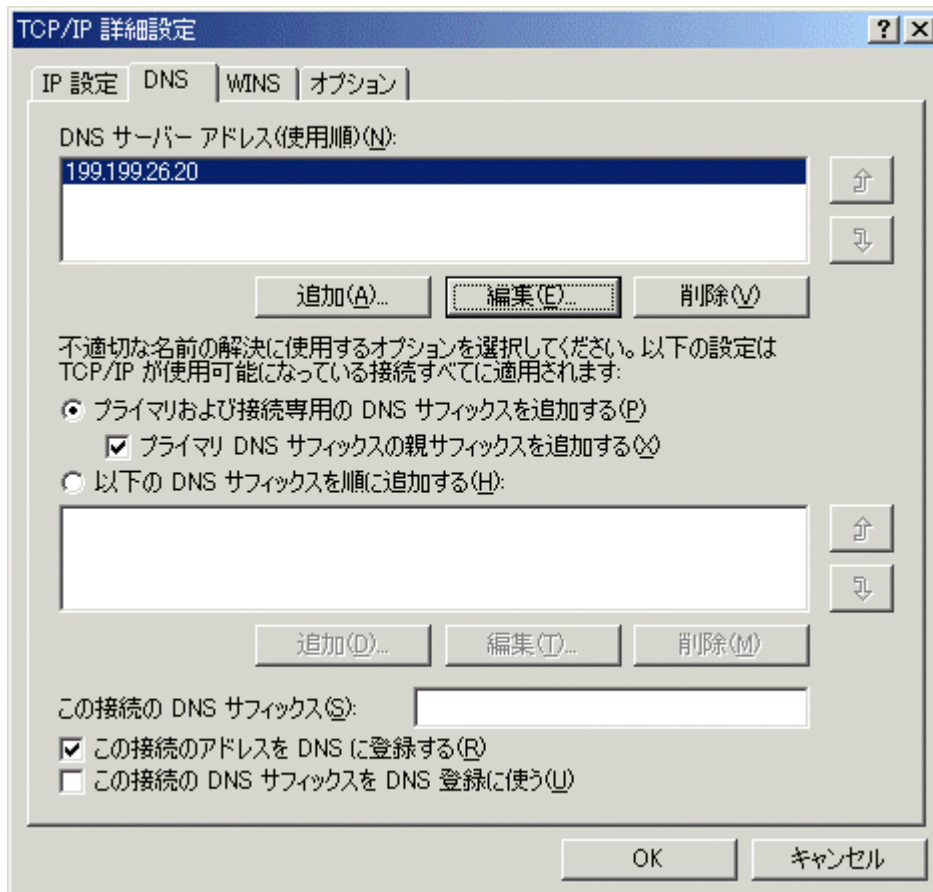 TCP/IP 詳細設定
IP 設定 DNS WINS オプション
DNS サーバー アドレス(使用順)(N):
199.199.26.20
追加(A)... 編集(E)... 削除(V)
不適切な名前の解決に使用するオプションを選択してください。以下の設定は
TCP/IP が使用可能になっている接続すべてに適用されます:
プライマリおよび接続専用の DNS サフィックスを追加する(P)
プライマリ DNS サフィックスの親サフィックスを追加する(X)
以下の DNS サフィックスを順に追加する(H):
追加(D)... 編集(T)... 削除(M)
この接続の DNS サフィックス(S):
この接続のアドレスを DNS に登録する(R)
この接続の DNS サフィックスを DNS 登録に使う(U)
OK キャンセル